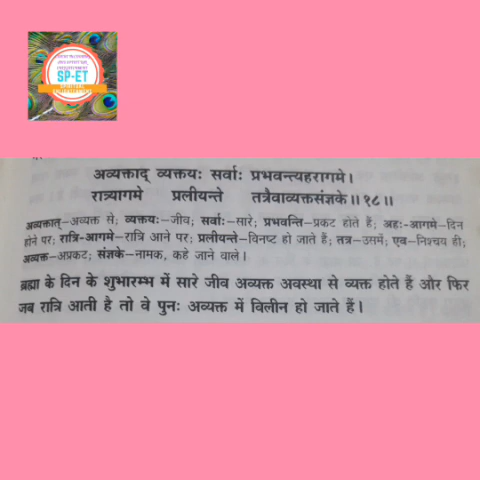 SP-ET
अव्यक्ताद् व्यक्तयः सर्वाः प्रभवन्त्यहरागमे।
रात्र्यागमे प्रलीयन्ते तत्रैवाव्यक्तसंज्ञके॥१८॥
अव्यक्तात्–अव्यक्त से; व्यक्तयः–जीव; सर्वाः–सारे; प्रभवन्ति–प्रकट होते हैं; अहः-आगमे–दिन
होने पर; रात्रि-आगमे–रात्रि आने पर; प्रलीयन्ते–विनष्ट हो जाते हैं; तत्र–उसमें; एव–निश्चय ही;
अव्यक्त–अप्रकट; संज्ञके–नामक, कहे जाने वाले।
ब्रह्मा के दिन के शुभारम्भ में सारे जीव अव्यक्त अवस्था से व्यक्त होते हैं और फिर
जब रात्रि आती है तो वे पुनः अव्यक्त में विलीन हो जाते हैं।